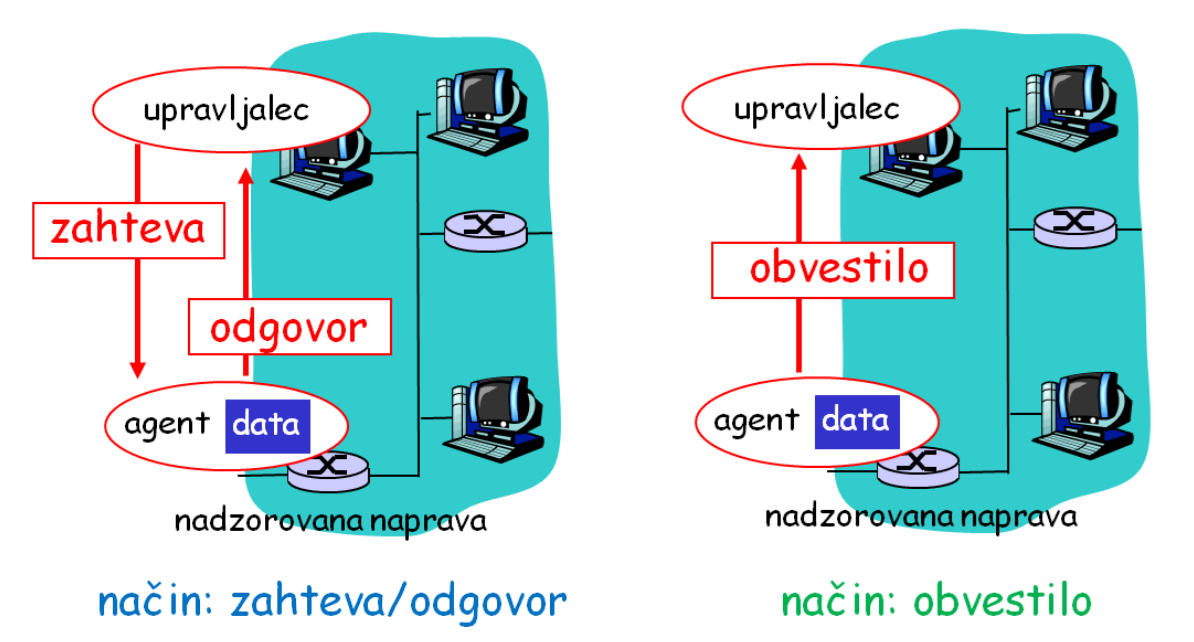 upravljalec
zahteva
odgovor
agent data
nadzorovana naprava
način: zahteva/odgovor
upravljalec
obvestilo
agent data
nadzorovana naprava
način: obvestilo